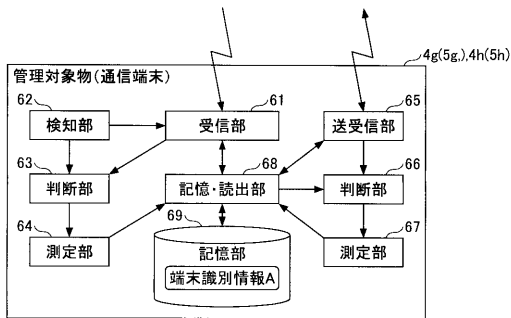 4g(5g,),4h(5h)
管理対象物(通信端末)
62
検知部
61
受信部
65
送受信部
63
判断部
68
記憶・読出部
66
判断部
64
測定部
69
記憶部
端末識別情報A
67
測定部